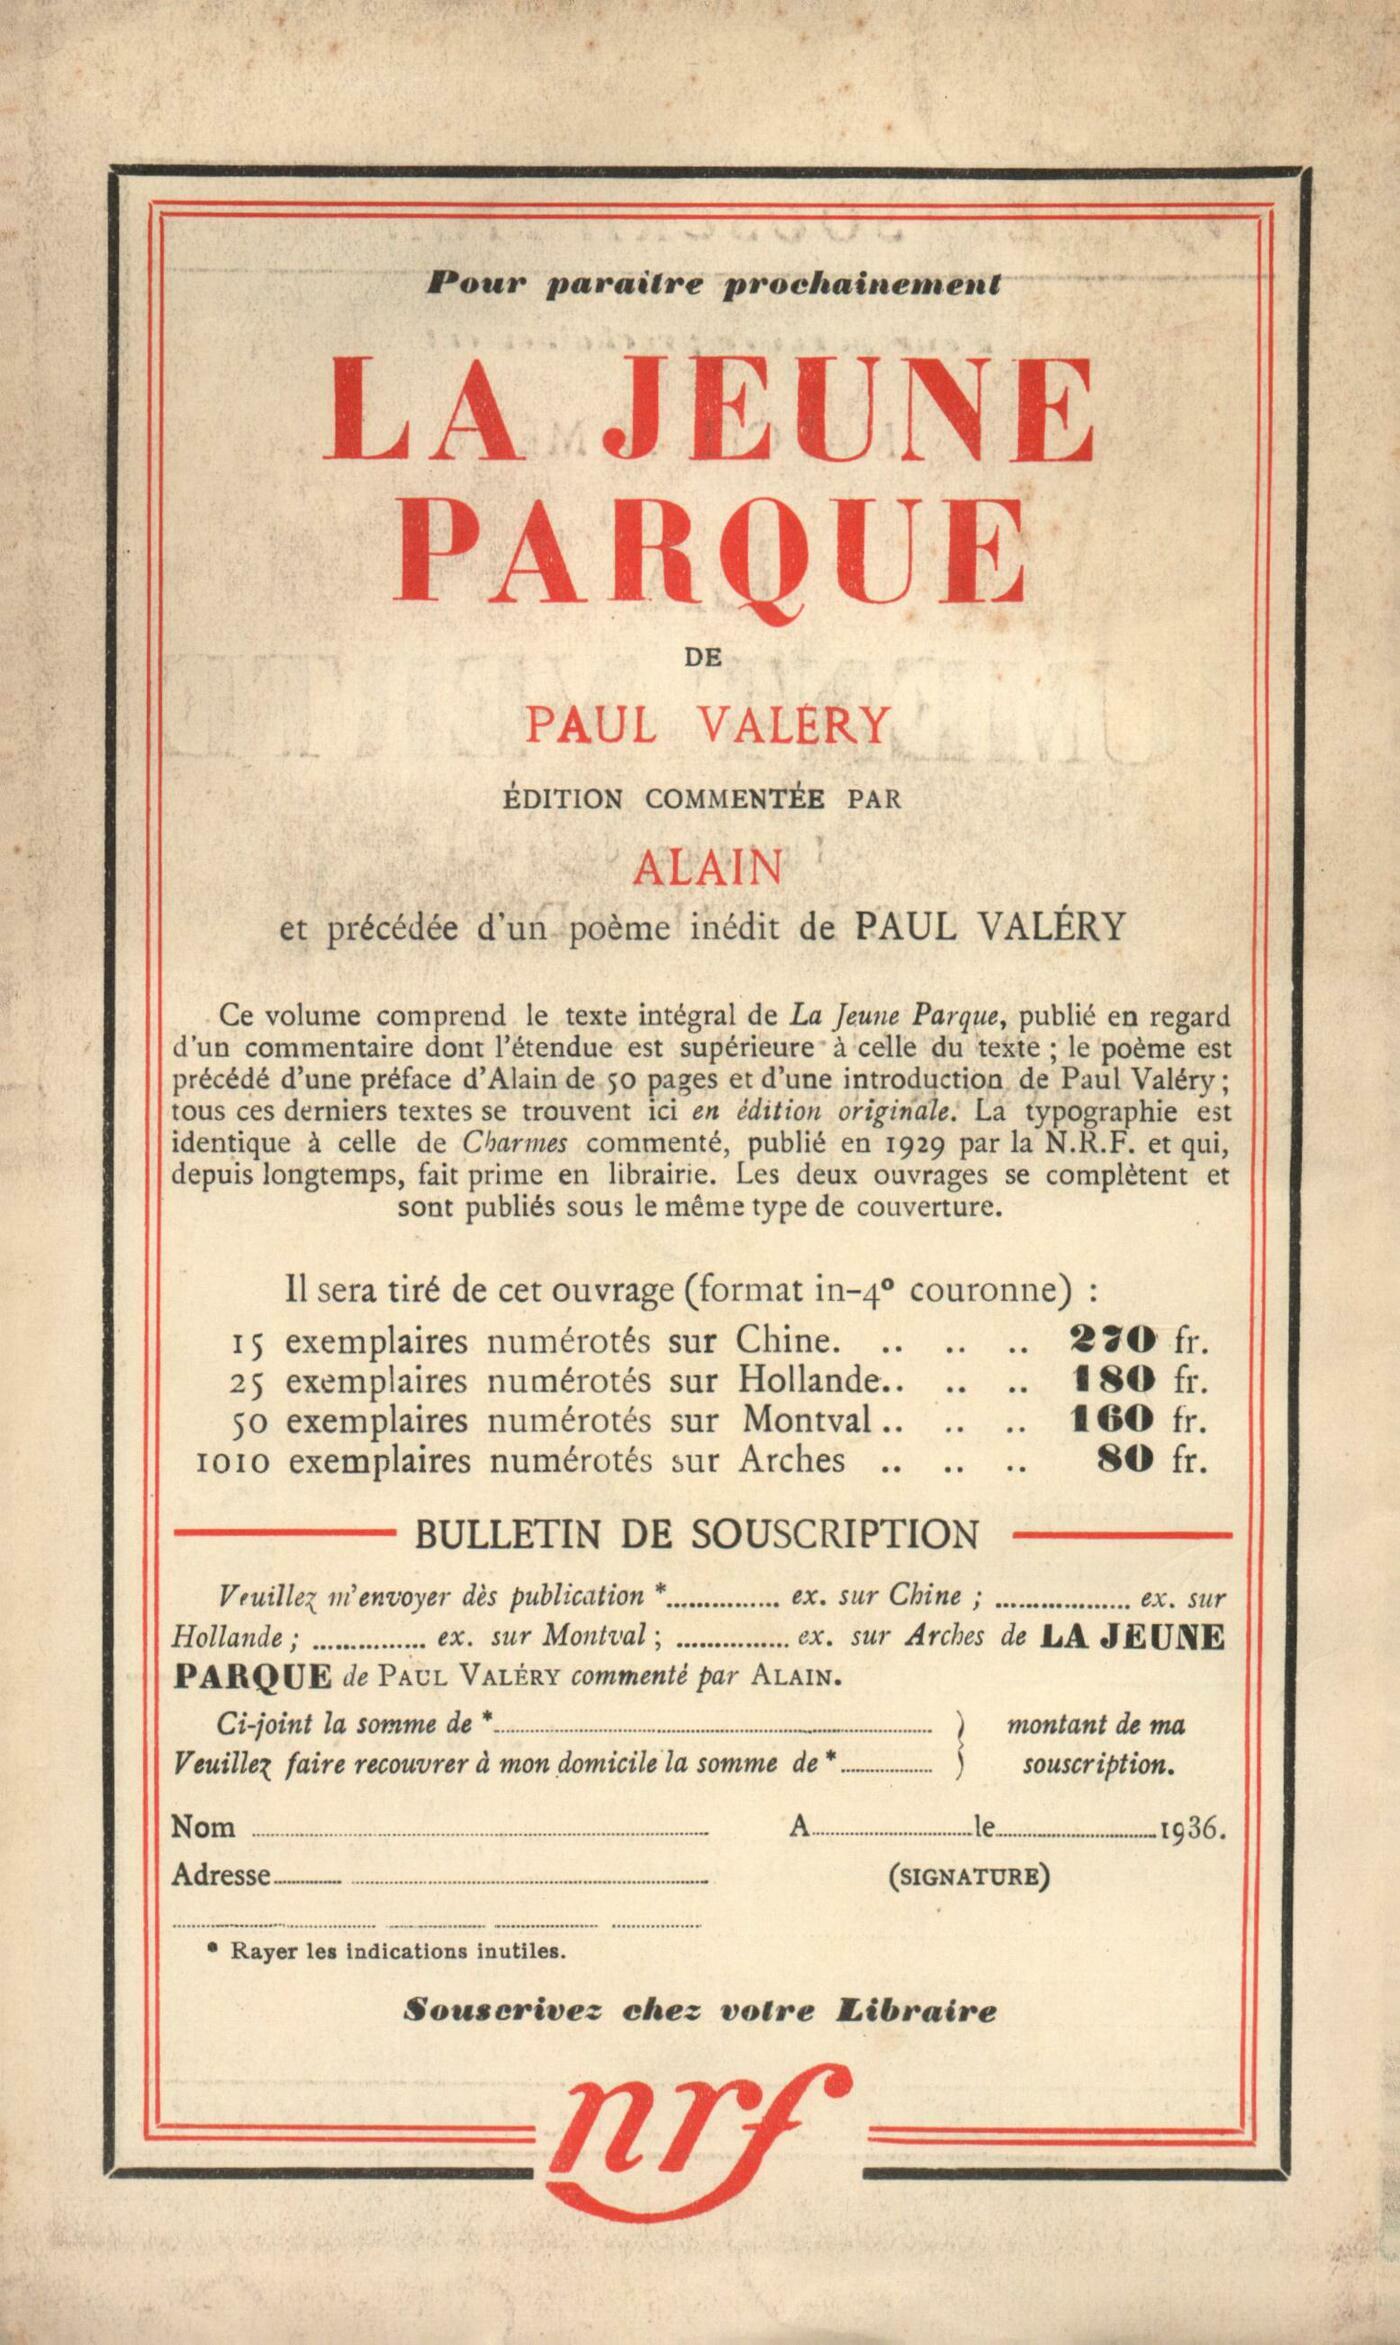 Pour paraitre prochainement
LA JEUNE
PARQUE
DE
PAUL VALÉRY
ÉDITION COMMENTÉE PAR
ALAIN
et précédée d'un poème inédit de PAUL VALÉRY
Ce volume comprend le texte intégral de La Jeune Parque, publié en regard
d'un commentaire dont l'étendue est supérieure à celle du texte ; le poème est
précédé d'une préface d'Alain de 50 pages et d'une introduction de Paul Valéry ;
tous ces derniers textes se trouvent ici en édition originale. La typographie est
identique à celle de Charmes commenté, publié en 1929 par la N.R.F. et qui,
depuis longtemps, fait prime en librairie. Les deux ouvrages se complètent et
sont publiés sous le même type de couverture.
Il sera tiré de cet ouvrage (format in-4º couronne) :
15 exemplaires numérotés sur Chine. .. .. .. 270 fr.
25 exemplaires numérotés sur Hollande.. .. .. 180 fr.
50 exemplaires numérotés sur Montval .. .. .. 160 fr.
1010 exemplaires numérotés sur Arches .. .. .. 80 fr.
BULLETIN DE SOUSCRIPTION
Veuillez m'envoyer dès publication *............... ex. sur Chine ; .................. ex. sur
Hollande ; ............... ex. sur Montval ; ............... ex. sur Arches de LA JEUNE
PARQUE de PAUL VALÉRY commenté par ALAIN.
Ci-joint la somme de *............................................................ } montant de ma
Veuillez faire recouvrer à mon domicile la somme de *............... } souscription.
Nom ............................................................ A..............................le..............................1936.
Adresse............................................................ (SIGNATURE)
* Rayer les indications inutiles.
Souscrivez chez votre Libraire
nrf